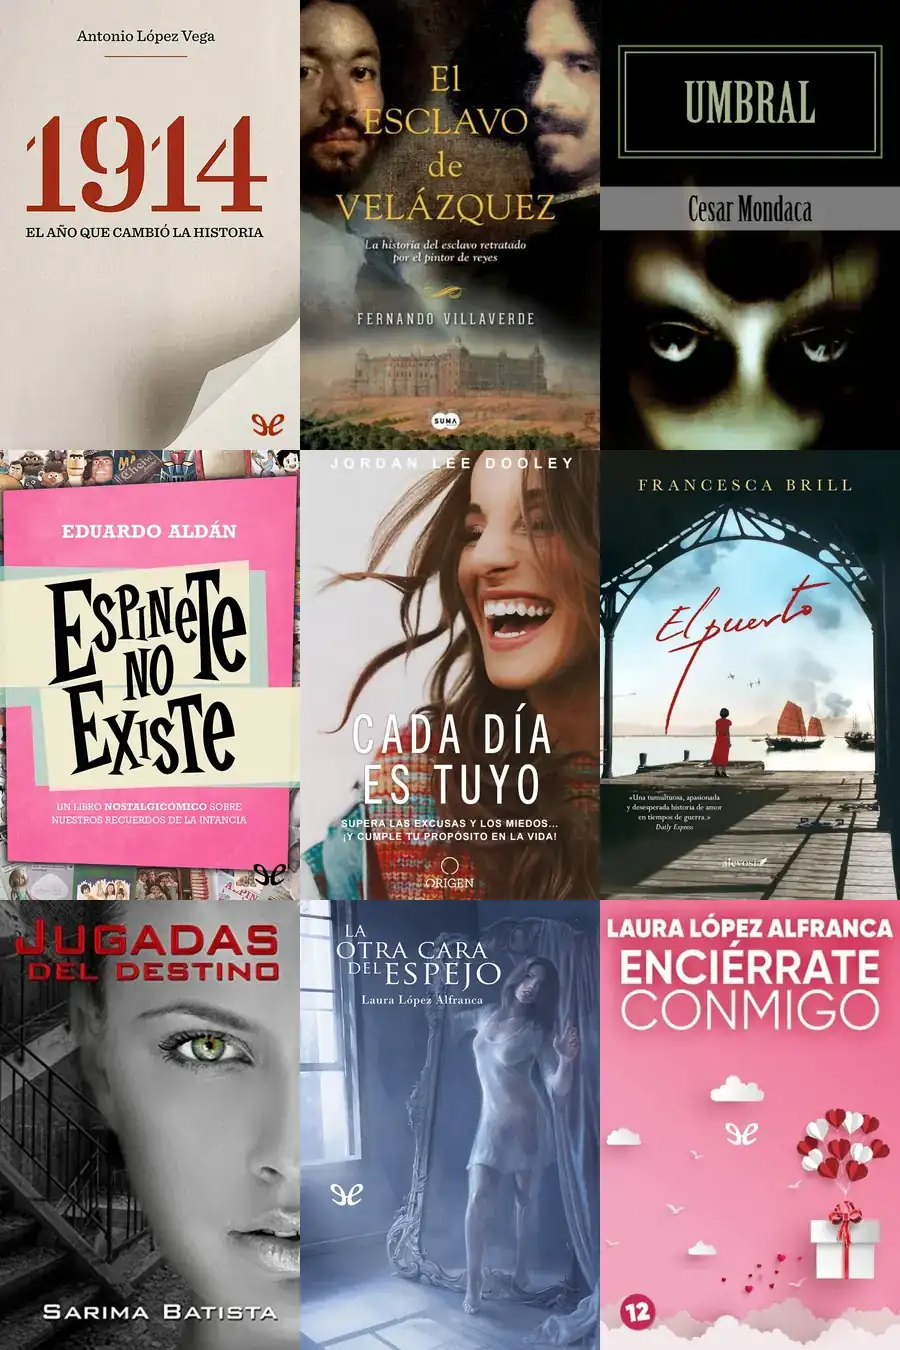 Antonio López Vega
1914
EL AÑO QUE CAMBIÓ LA HISTORIA
El
ESCLAVO
de
VELÁZQUEZ
La historia del esclavo retratado
por el pintor de reyes
FERNANDO VILLAVERDE
SUMA
UMBRAL
Cesar Mondaca
EDUARDO ALDÁN
ESPINETE
NO
EXISTE
UN LIBRO NOSTALGICÓMICO SOBRE
NUESTROS RECUERDOS DE LA INFANCIA
JORDAN LEE DOOLEY
CADA DÍA
ES TUYO
SUPERA LAS EXCUSAS Y LOS MIEDOS...
¡Y CUMPLE TU PROPÓSITO EN LA VIDA!
ORIGEN
FRANCESCA BRILL
El puerto
«Una tumultuosa, apasionada
y desesperada historia de amor
en tiempos de guerra.»
Daily Express
alevosía
JUGADAS
DEL DESTINO
SARIMA BATISTA
LA
OTRA CARA
DEL ESPEJO
Laura López Alfranca
LAURA LÓPEZ ALFRANCA
ENCIÉRRATE
CONMIGO
12